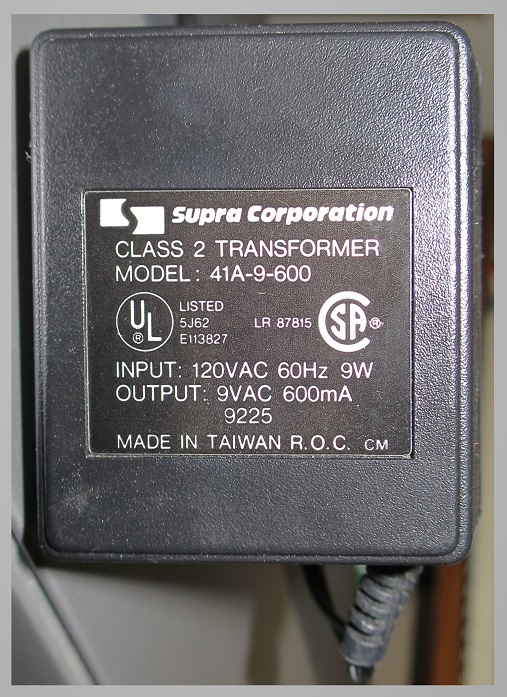 Supra Corporation
CLASS 2 TRANSFORMER
MODEL: 41A-9-600
UL ® LISTED 5J62 E113827 LR 87815 SA ®
INPUT: 120VAC 60Hz 9W
OUTPUT: 9VAC 600mA
9225
MADE IN TAIWAN R.O.C. CM